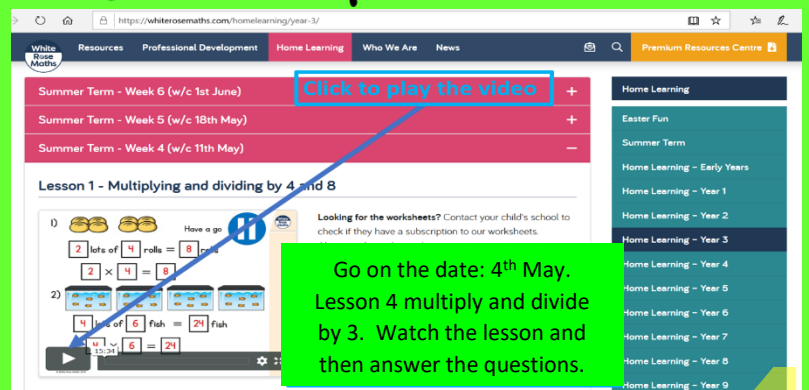 https://whiterosemaths.com/homelearning/year-3/
White Rose Maths
Resources Professional Development Home Learning Who We Are News Premium Resources Centre
Summer Term - Week 6 (w/c 1st June) +
Click to play the video
Summer Term - Week 5 (w/c 18th May) +
Summer Term - Week 4 (w/c 11th May) –
Lesson 1 - Multiplying and dividing by 4 and 8
1)
Have a go
2 lots of 4 rolls = 8 rolls
2 × 4 = 8
2)
4 lots of 6 fish = 24 fish
× 6 = 24
15:34
Looking for the worksheets? Contact your child's school to
check if they have a subscription to our worksheets.
Go on the date: 4th May.
Lesson 4 multiply and divide
by 3. Watch the lesson and
then answer the questions.
Home Learning
Easter Fun
Summer Term
Home Learning – Early Years
Home Learning – Year 1
Home Learning – Year 2
Home Learning – Year 3
Home Learning – Year 4
Home Learning – Year 5
Home Learning – Year 6
Home Learning – Year 7
Home Learning – Year 8
Home Learning – Year 9